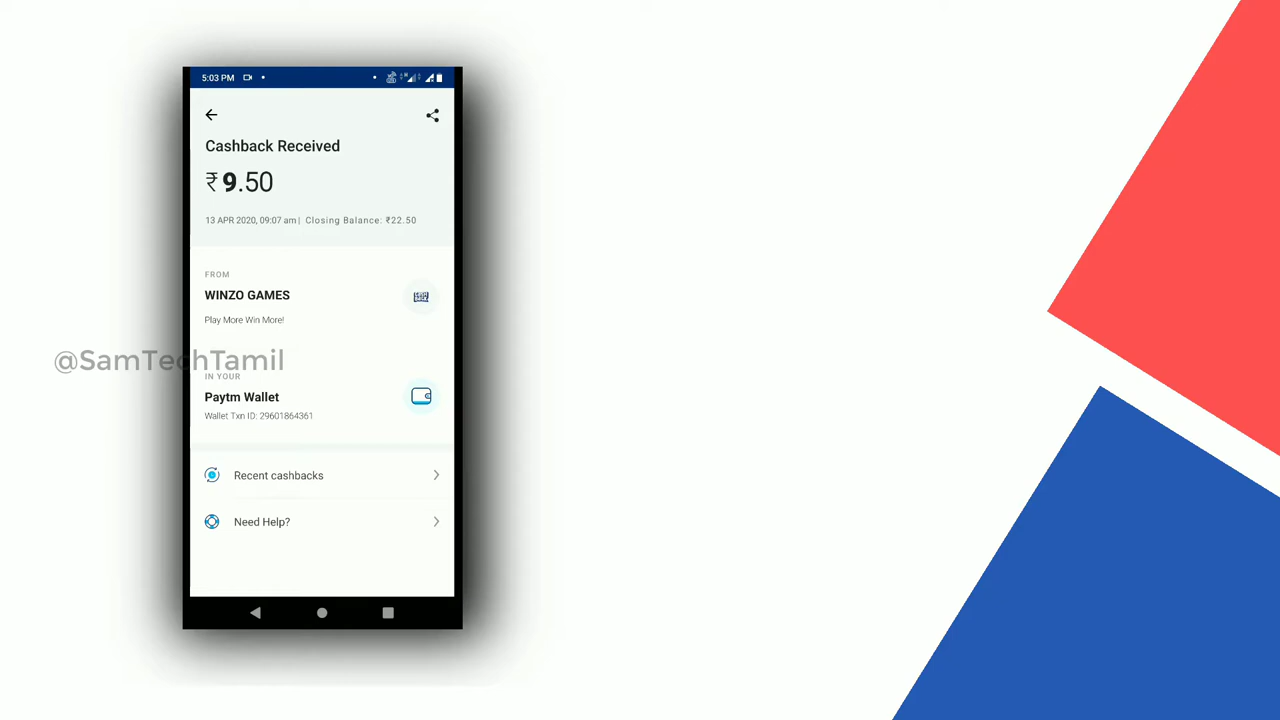 5:03 PM
Cashback Received
₹9.50
13 APR 2020, 09:07 am| Closing Balance: ₹22.50
FROM
WINZO GAMES
Play More Win More!
@SamTechTamil
IN YOUR
Paytm Wallet
Wallet Txn ID: 29601864361
Recent cashbacks
Need Help?